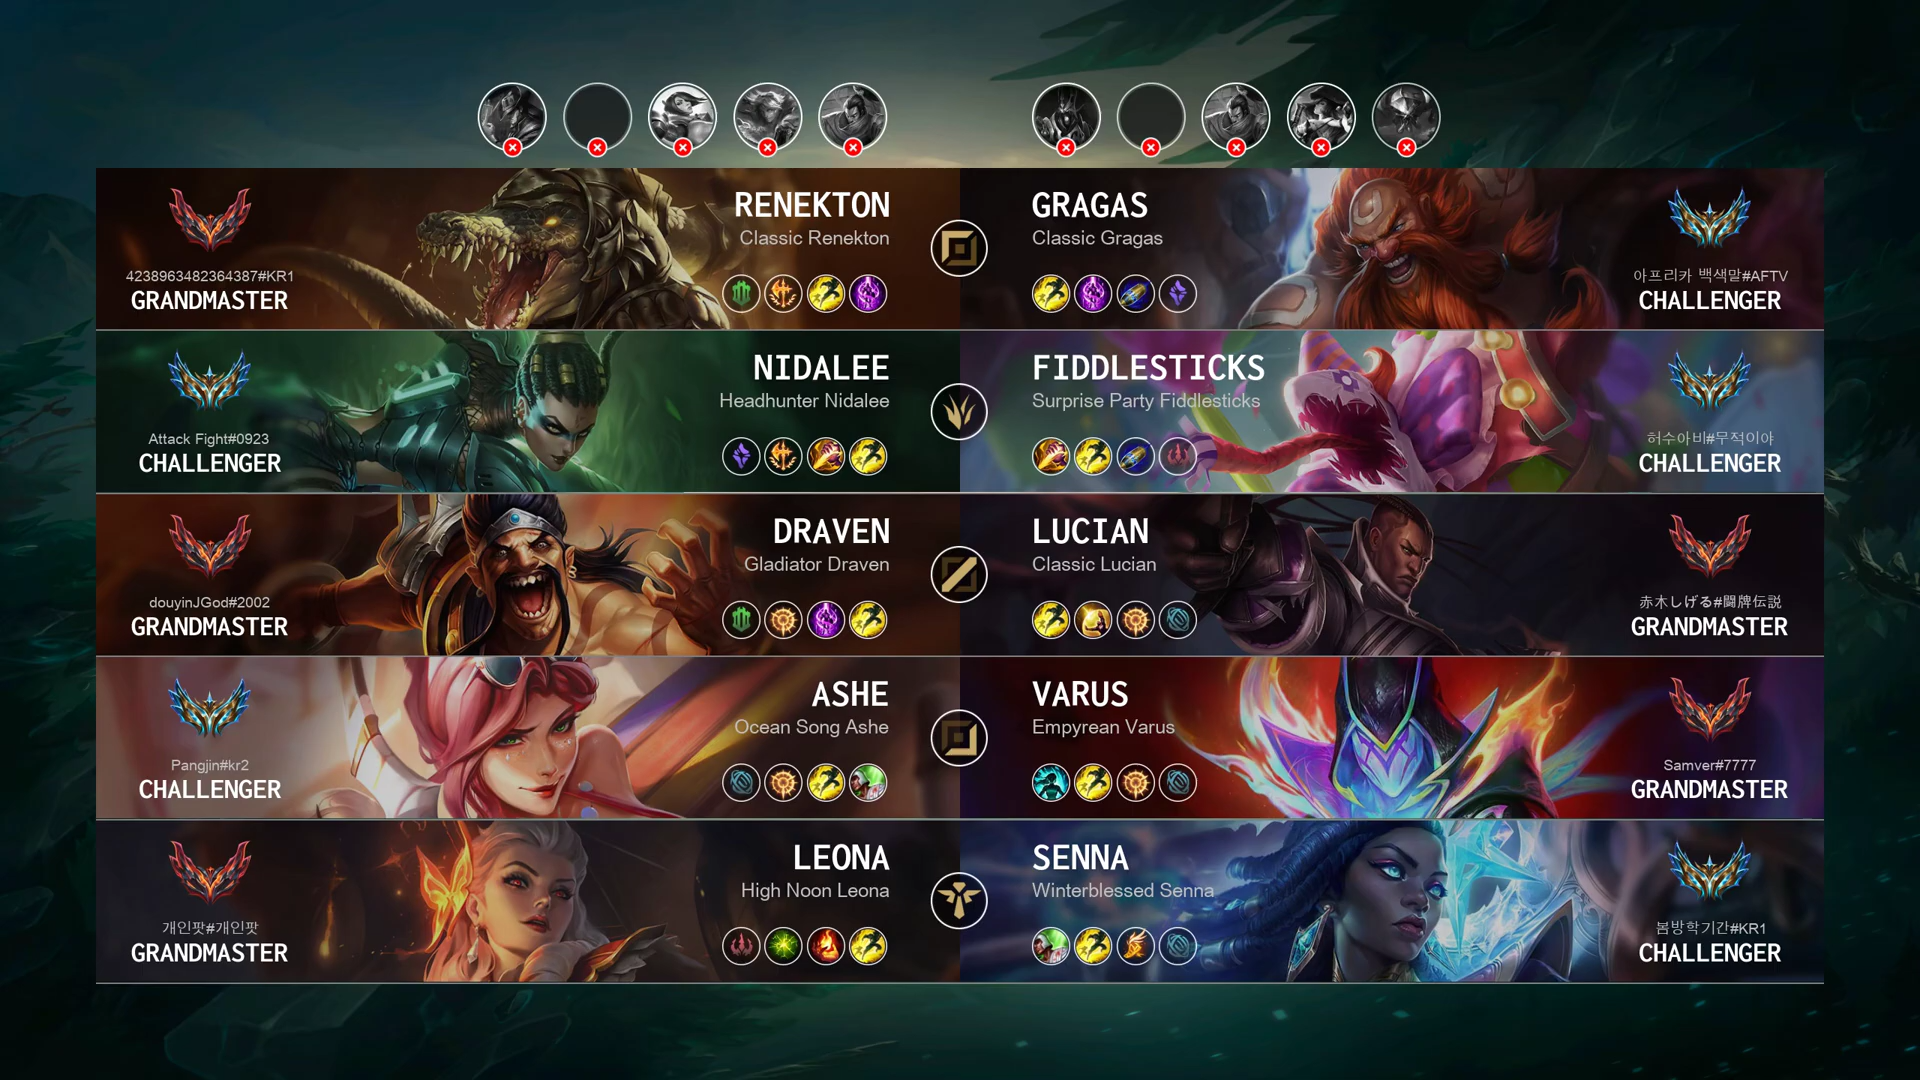 RENEKTON
Classic Renekton
4238963482364387#KR1
GRANDMASTER
GRAGAS
Classic Gragas
아프리카 백색말#AFTV
CHALLENGER
NIDALEE
Headhunter Nidalee
Attack Fight#0923
CHALLENGER
FIDDLESTICKS
Surprise Party Fiddlesticks
허수아비#무적이야
CHALLENGER
DRAVEN
Gladiator Draven
douyinJGod#2002
GRANDMASTER
LUCIAN
Classic Lucian
赤木しげる#闘牌伝説
GRANDMASTER
ASHE
Ocean Song Ashe
Pangjin#kr2
CHALLENGER
VARUS
Empyrean Varus
Samver#7777
GRANDMASTER
LEONA
High Noon Leona
개인팟#개인팟
GRANDMASTER
SENNA
Winterblessed Senna
봄방학기간#KR1
CHALLENGER